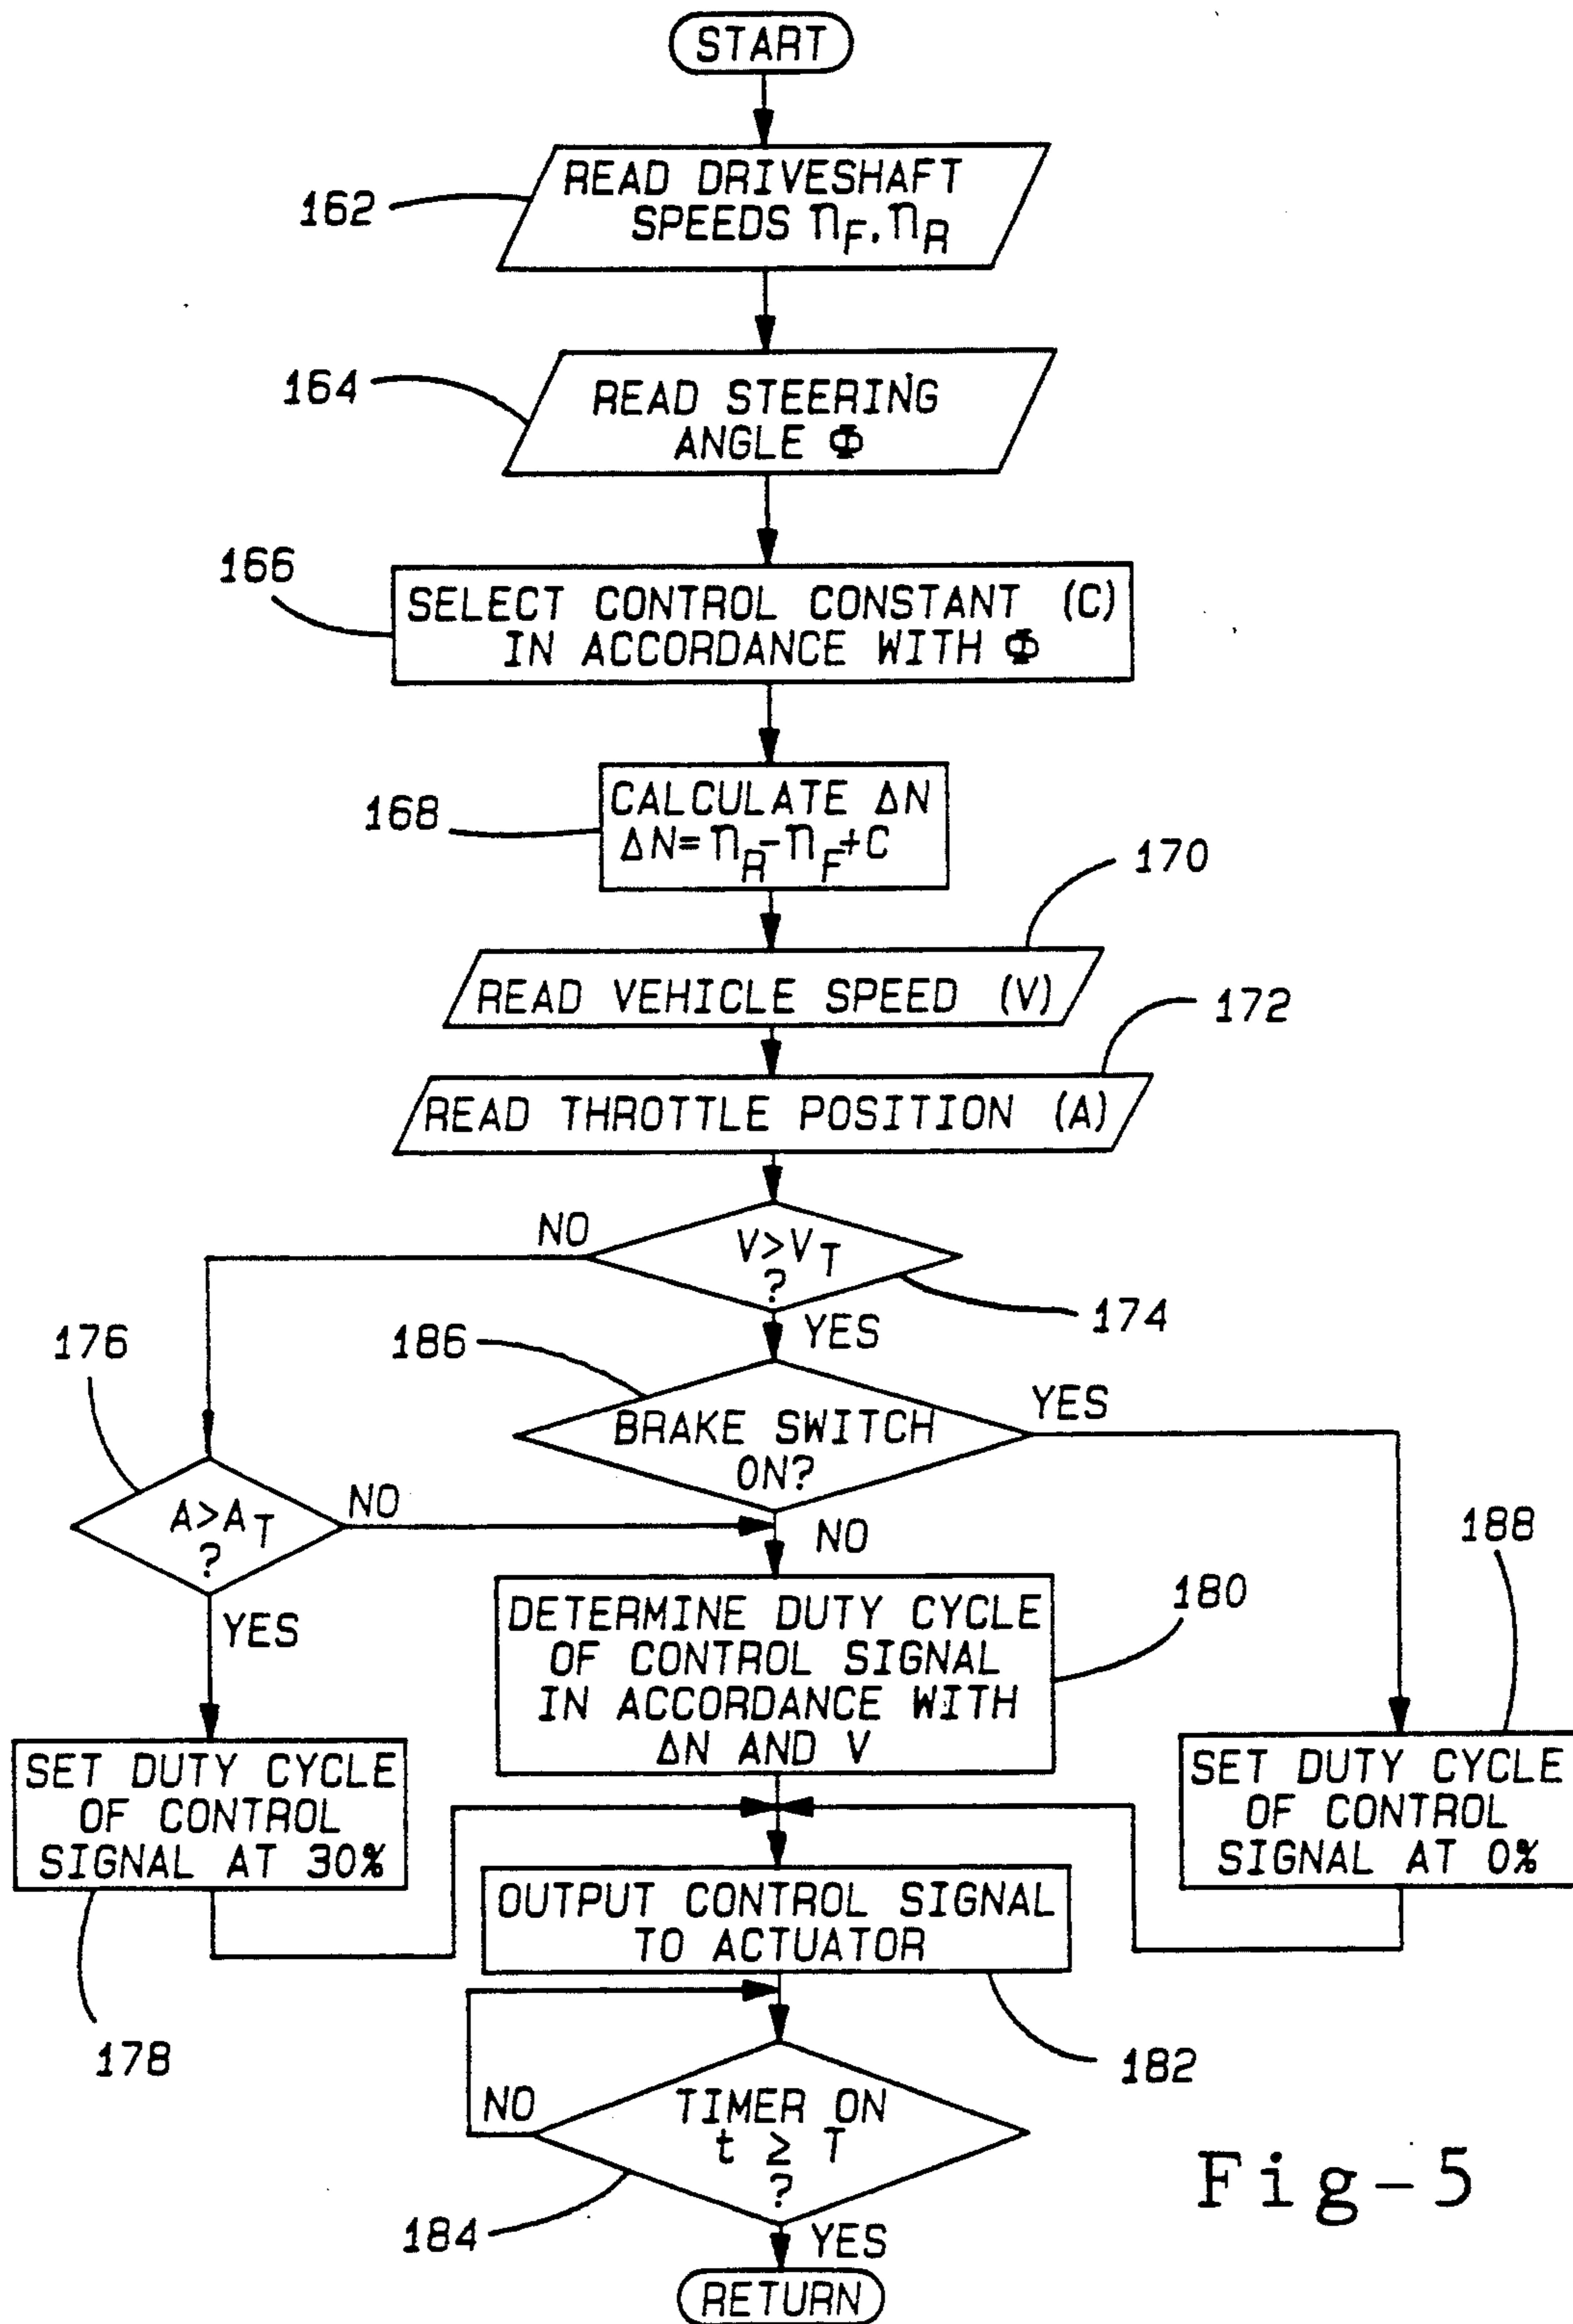 START
162
READ DRIVESHAFT
SPEEDS n_F, n_R
164
READ STEERING
ANGLE Φ
166
SELECT CONTROL CONSTANT (C)
IN ACCORDANCE WITH Φ
168
CALCULATE ΔN
ΔN=n_R-n_F+C
170
READ VEHICLE SPEED (V)
172
READ THROTTLE POSITION (A)
NO
V>V_T
?
174
YES
176
186
BRAKE SWITCH
ON?
YES
A>A_T
?
NO
NO
188
YES
DETERMINE DUTY CYCLE
OF CONTROL SIGNAL
IN ACCORDANCE WITH
ΔN AND V
180
SET DUTY CYCLE
OF CONTROL
SIGNAL AT 30%
178
SET DUTY CYCLE
OF CONTROL
SIGNAL AT 0%
OUTPUT CONTROL SIGNAL
TO ACTUATOR
182
NO
TIMER ON
t ≥ T
?
184
YES
RETURN
Fig-5